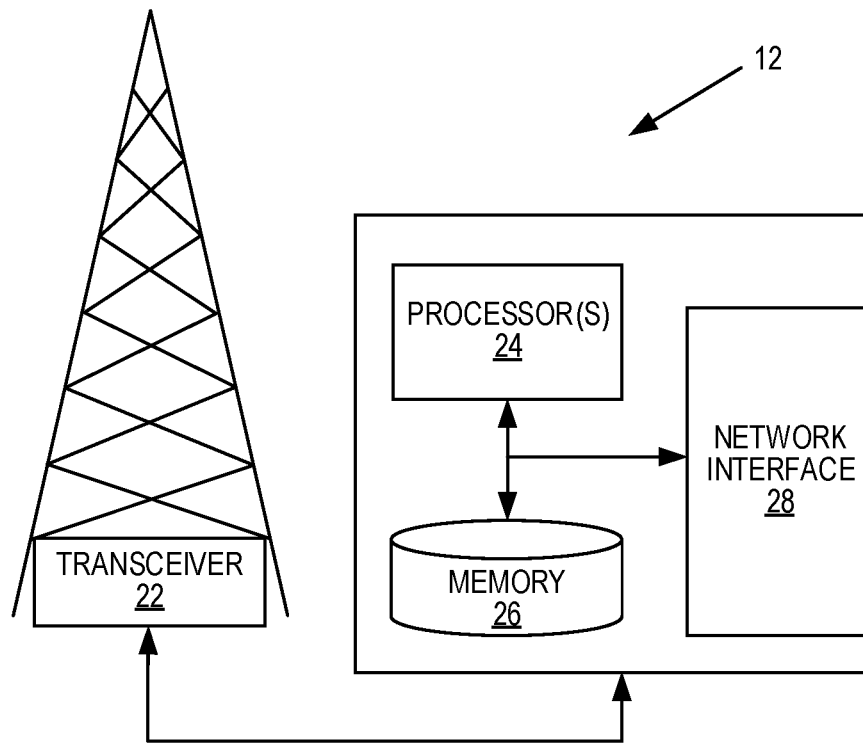 12
PROCESSOR(S)
24
NETWORK
INTERFACE
28
TRANSCEIVER
22
MEMORY
26